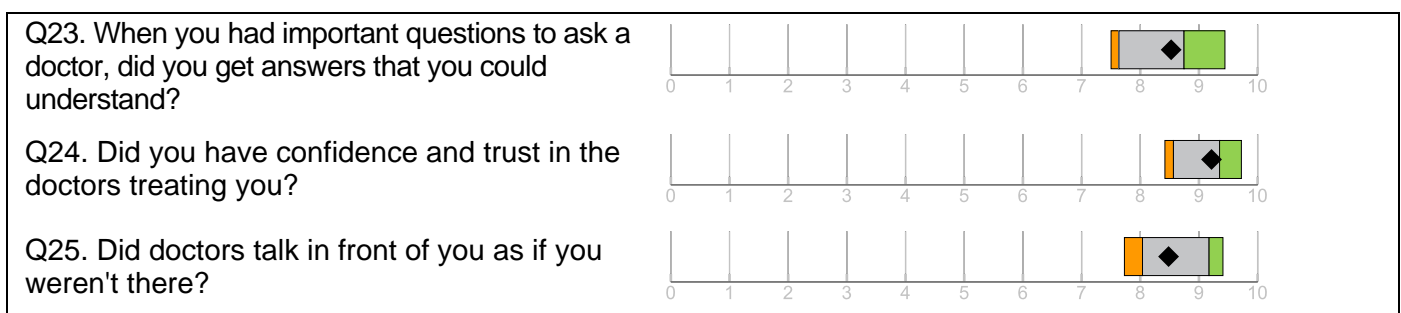 Q23. When you had important questions to ask a
doctor, did you get answers that you could
understand?
0 1 2 3 4 5 6 7 8 9 10
Q24. Did you have confidence and trust in the
doctors treating you?
0 1 2 3 4 5 6 7 8 9 10
Q25. Did doctors talk in front of you as if you
weren't there?
0 1 2 3 4 5 6 7 8 9 10